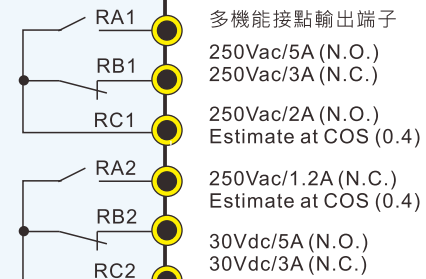 RA1
多機能接點輸出端子
250Vac/5A (N.O.)
RB1
250Vac/3A (N.C.)
RC1
250Vac/2A (N.O.)
Estimate at COS (0.4)
RA2
250Vac/1.2A (N.C.)
Estimate at COS (0.4)
RB2
30Vdc/5A (N.O.)
30Vdc/3A (N.C.)
RC2